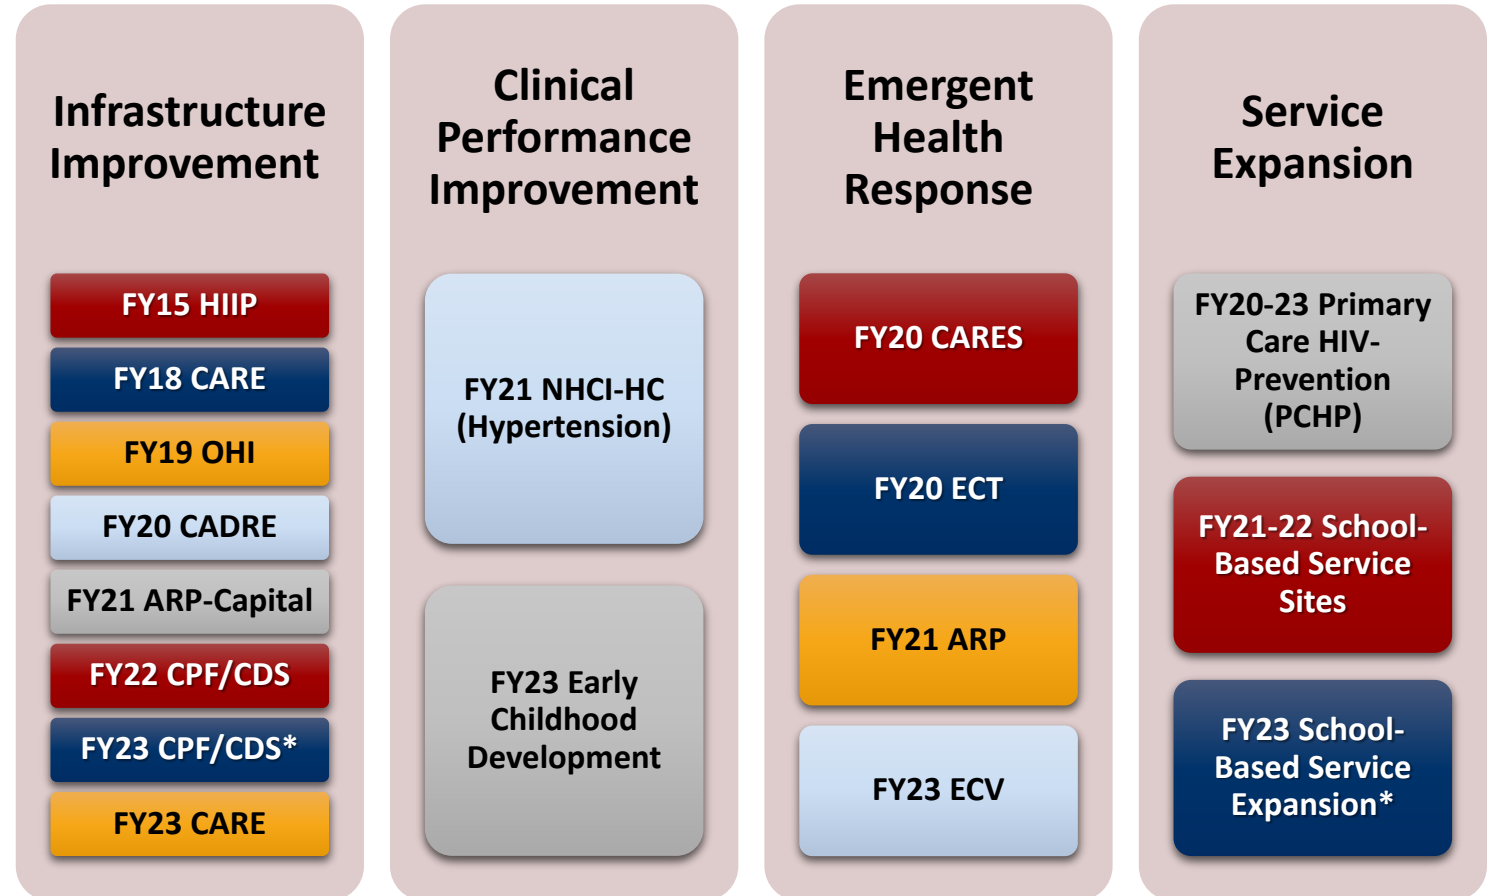 Infrastructure
Improvement
FY15 HIIP
FY18 CARE
FY19 OHI
FY20 CADRE
FY21 ARP-Capital
FY22 CPF/CDS
FY23 CPF/CDS*
FY23 CARE
Clinical
Performance
Improvement
FY21 NHCI-HC
(Hypertension)
FY23 Early
Childhood
Development
Emergent
Health
Response
FY20 CARES
FY20 ECT
FY21 ARP
FY23 ECV
Service
Expansion
FY20-23 Primary
Care HIV-
Prevention
(PCHP)
FY21-22 School-
Based Service
Sites
FY23 School-
Based Service
Expansion*